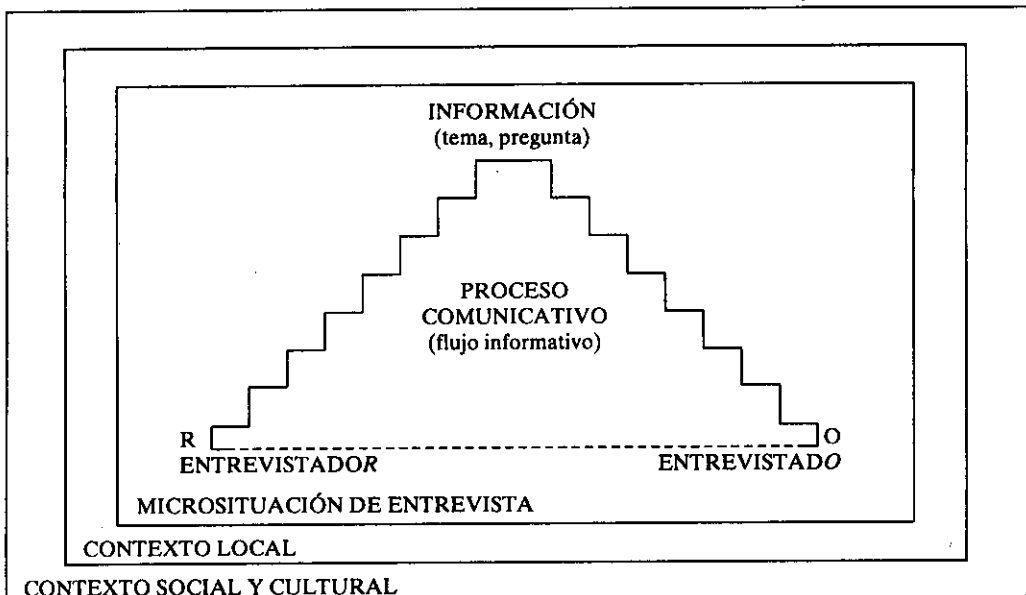 INFORMACIÓN
(tema, pregunta)
PROCESO
COMUNICATIVO
(flujo informativo)
R
O
ENTREVISTADOR
ENTREVISTADO
MICROSITUACIÓN DE ENTREVISTA
CONTEXTO LOCAL
CONTEXTO SOCIAL Y CULTURAL